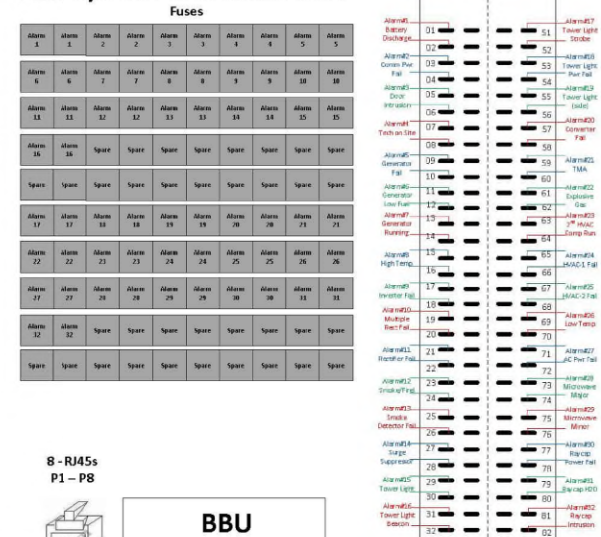 Fuses
Alarm 1 Alarm 1 Alarm 2 Alarm 2 Alarm 3 Alarm 3 Alarm 4 Alarm 4 Alarm 5 Alarm 5
Alarm 6 Alarm 6 Alarm 7 Alarm 7 Alarm 8 Alarm 8 Alarm 9 Alarm 9 Alarm 10 Alarm 10
Alarm 11 Alarm 11 Alarm 12 Alarm 12 Alarm 13 Alarm 13 Alarm 14 Alarm 14 Alarm 15 Alarm 15
Alarm 16 Alarm 16 Spare Spare Spare Spare Spare Spare Spare Spare
Spare Spare Spare Spare Spare Spare Spare Spare Spare Spare
Alarm 17 Alarm 17 Alarm 18 Alarm 18 Alarm 19 Alarm 19 Alarm 20 Alarm 20 Alarm 21 Alarm 21
Alarm 22 Alarm 22 Alarm 23 Alarm 23 Alarm 24 Alarm 24 Alarm 25 Alarm 25 Alarm 26 Alarm 26
Alarm 27 Alarm 27 Alarm 28 Alarm 28 Alarm 29 Alarm 29 Alarm 30 Alarm 30 Alarm 31 Alarm 31
Alarm 32 Alarm 32 Spare Spare Spare Spare Spare Spare Spare Spare
Spare Spare Spare Spare Spare Spare Spare Spare Spare Spare
8 - RJ45s
P1 – P8
BBU
Alarm#1
Battery
Discharge
01
02
Alarm#2
Comm Pwr
Fail
03
04
Alarm#3
Door
Intrusion
05
06
Alarm#4
Tech on Site
07
08
Alarm#5
Generator
Fail
09
10
Alarm#6
Generator
Low Fuel
11
12
Alarm#7
Generator
Running
13
14
Alarm#8
High Temp
15
16
Alarm#9
Inverter Fail
17
18
Alarm#10
Multiple
Rect Fail
19
20
Alarm#11
Rectifier Fail
21
22
Alarm#12
Smoke/Fire
23
24
Alarm#13
Smoke
Detector Fail
25
26
Alarm#14
Surge
Suppressor
27
28
Alarm#15
Tower Light
29
30
Alarm#16
Tower Light
Beacon
31
32
Alarm#17
Tower Light
Strobe
51
52
Alarm#18
Tower Light
Pwr Fail
53
54
Alarm#19
Tower Light
(side)
55
56
Alarm#20
Converter
Fail
57
58
Alarm#21
TMA
59
60
Alarm#22
Explosive
Gas
61
62
Alarm#23
3rd HVAC
Comp Run
63
64
Alarm#24
HVAC-1 Fail
65
66
Alarm#25
HVAC-2 Fail
67
68
Alarm#26
Low Temp
69
70
Alarm#27
AC Pwr Fail
71
72
Alarm#28
Microwave
Major
73
74
Alarm#29
Microwave
Minor
75
76
Alarm#30
Raycap
Power Fail
77
78
Alarm#31
Raycap H2O
79
80
Alarm#32
Raycap
Intrusion
81
82